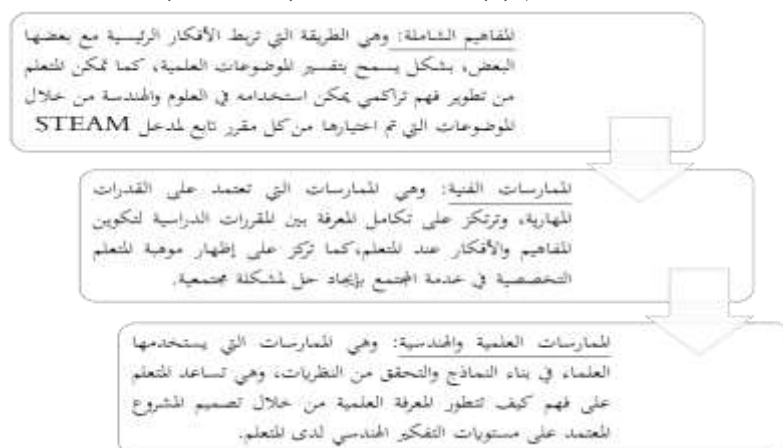 المفاهيم الشاملة: وهي الطريقة التي تربط الأفكار الرئيسية مع بعضها
البعض، بشكل يسمح بتفسير الموضوعات العلمية، كما تمكن المتعلم
من تطوير فهم تراكمي يمكن استخدامه في العلوم والهندسة من خلال
الموضوعات التي تم اختيارها من كل مقرر تابع لمدخل STEAM
الممارسات الفنية: وهي الممارسات التي تعتمد على القدرات
المهارية، وترتكز على تكامل المعرفة بين المقررات الدراسية لتكوين
المفاهيم والأفكار عند المتعلم،كما تركز على إظهار موهبة المتعلم
التخصصية في خدمة المجتمع بإيجاد حل لمشكلة مجتمعية.
الممارسات العلمية والهندسية: وهي الممارسات التي يستخدمها
العلماء في بناء النماذج والتحقق من النظريات، وهي تساعد المتعلم
على فهم كيف تتطور المعرفة العلمية من خلال تصميم المشروع
المعتمد على مستويات التفكير الهندسي لدى المتعلم.